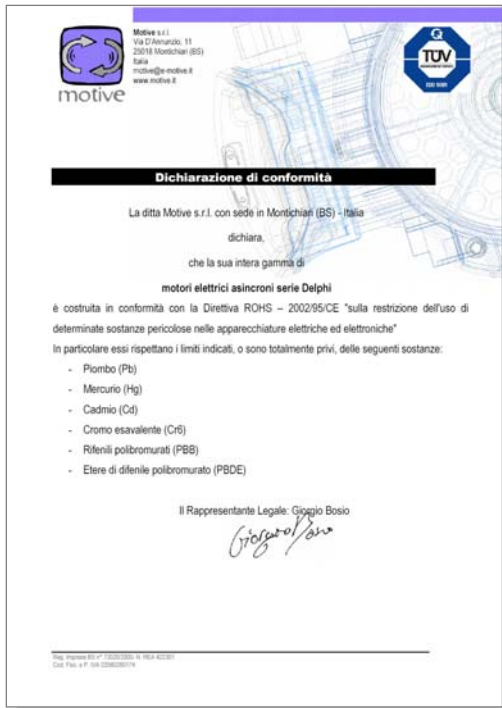 Motive s.r.l.
Via D'Annunzio, 11
25018 Montichiari (BS)
Italia
motive@e-motive.it
www.motive.it
motive
Q
TÜV
ISO 9001
Dichiarazione di conformità
La ditta Motive s.r.l. con sede in Montichiari (BS) - Italia
dichiara,
che la sua intera gamma di
motori elettrici asincroni serie Delphi
è costruita in conformità con la Direttiva ROHS – 2002/95/CE "sulla restrizione dell'uso di
determinate sostanze pericolose nelle apparecchiature elettriche ed elettroniche"
In particolare essi rispettano i limiti indicati, o sono totalmente privi, delle seguenti sostanze:
- Piombo (Pb)
- Mercurio (Hg)
- Cadmio (Cd)
- Cromo esavalente (Cr6)
- Rifenili polibromurati (PBB)
- Etere di difenile polibromurato (PBDE)
Il Rappresentante Legale: Giorgio Bosio
Giorgio Bosio